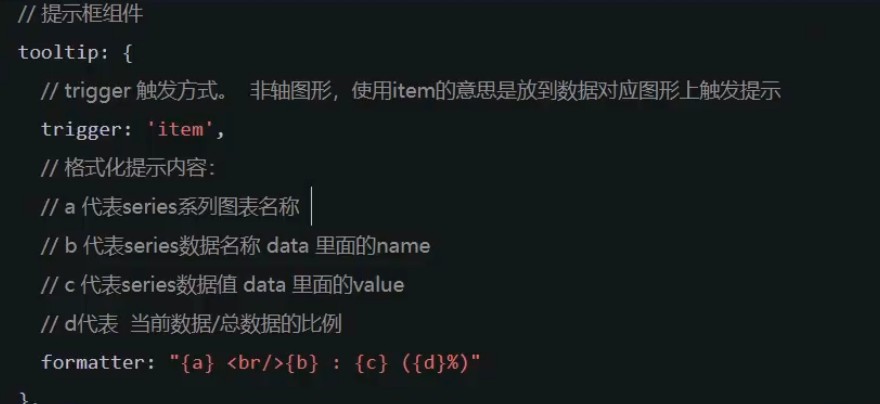 // 提示框组件
tooltip: {
// trigger 触发方式。 非轴图形，使用item的意思是放到数据对应图形上触发提示
trigger: 'item',
// 格式化提示内容：
// a 代表series系列图表名称
// b 代表series数据名称 data 里面的name
// c 代表series数据值 data 里面的value
// d代表 当前数据/总数据的比例
formatter: "{a} <br/>{b} : {c} ({d}%)"
},